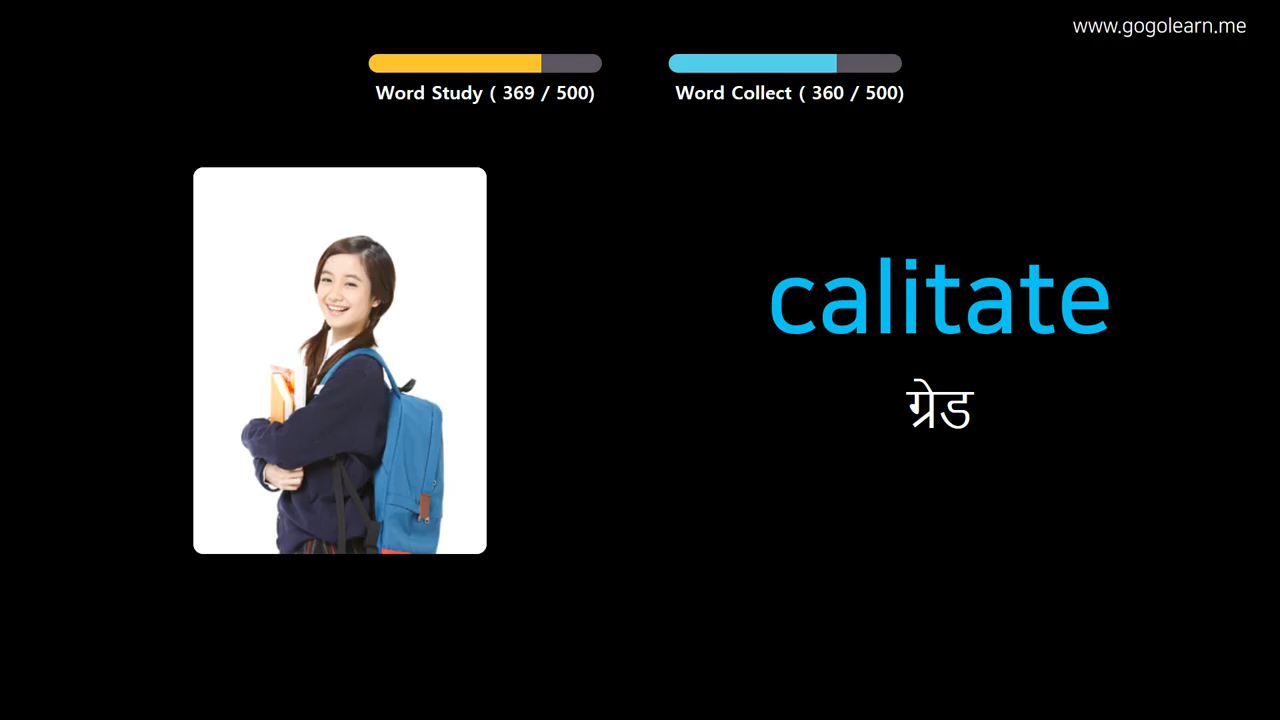 www.gogolearn.me
Word Study ( 369 / 500)
Word Collect ( 360 / 500)
calitate
ग्रेड